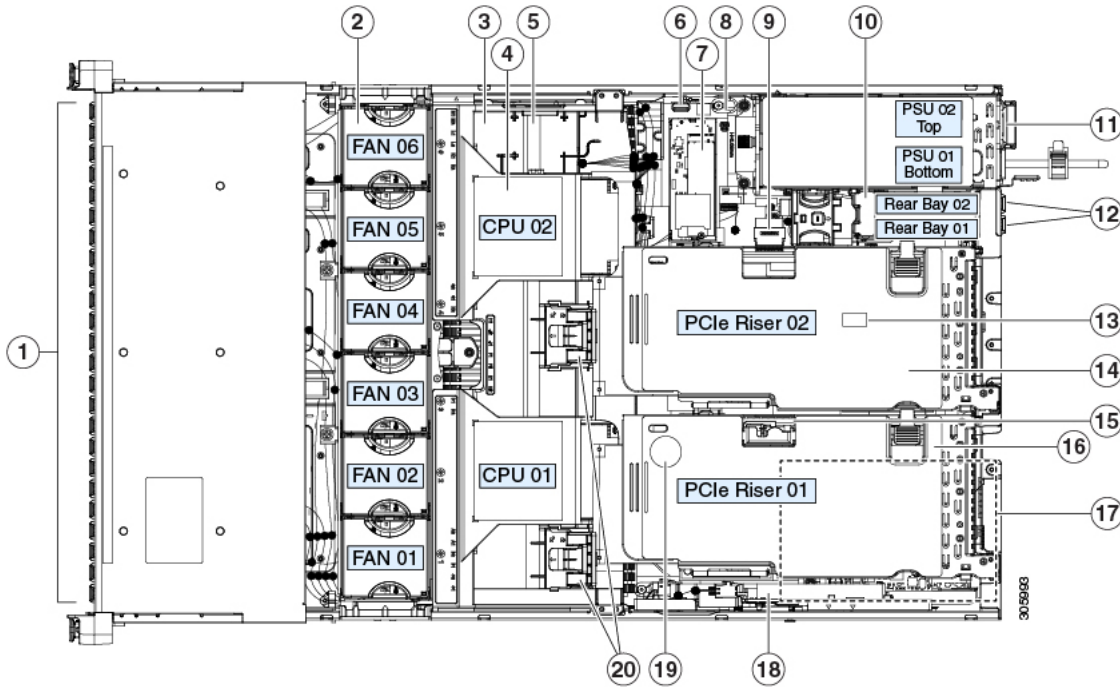 2
3
4
5
6
7
8
9
10
PSU 02
Top
11
FAN 06
PSU 01
Bottom
Rear Bay 02
12
FAN 05
CPU 02
Rear Bay 01
FAN 04
PCIe Riser 02
13
1
14
FAN 03
15
16
FAN 02
CPU 01
PCIe Riser 01
17
FAN 01
305993
20
19
18